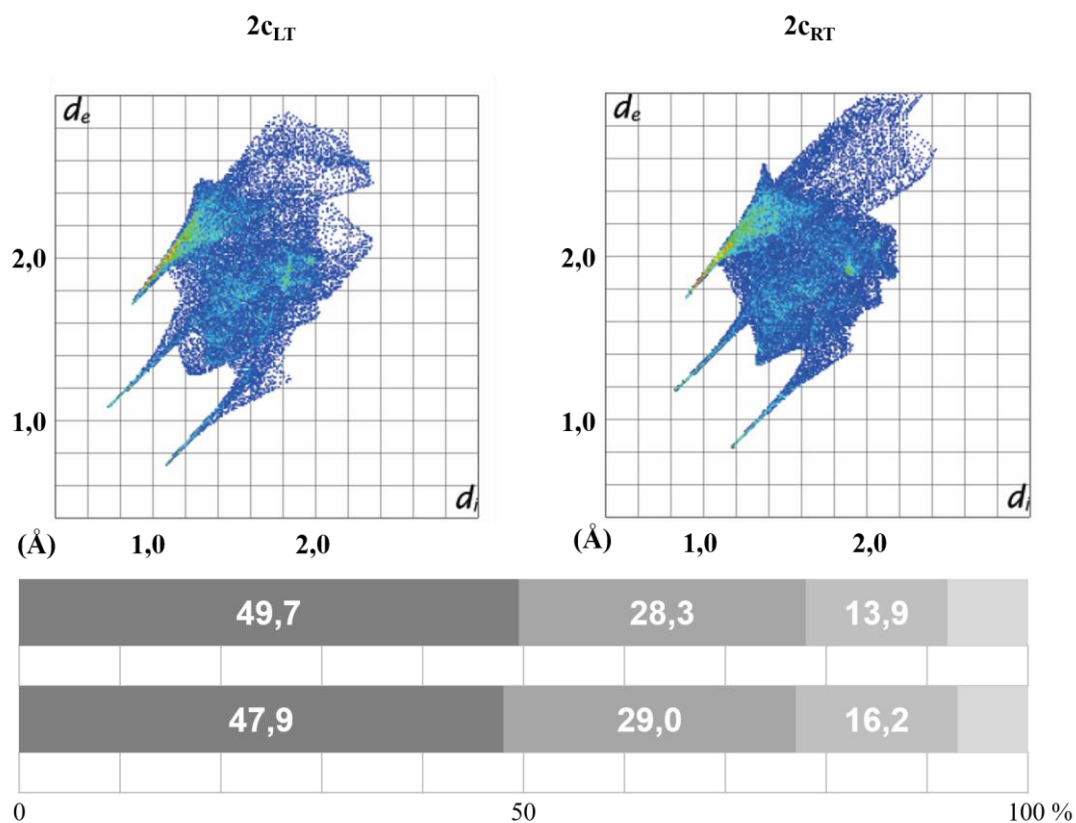 2cLT 2cRT
de de
2,0 2,0
1,0 1,0
di di
(Å) 1,0 2,0 (Å) 1,0 2,0
49,7 28,3 13,9
47,9 29,0 16,2
0 50 100 %